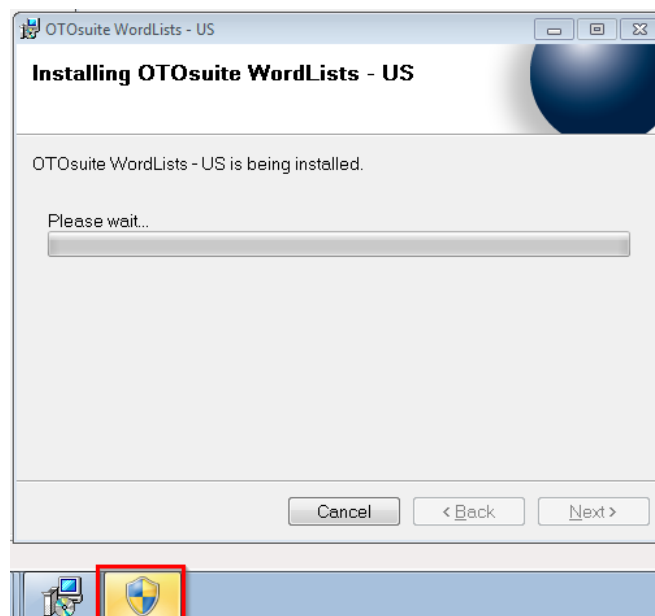 OTOsuite WordLists - US
Installing OTOsuite WordLists - US
OTOsuite WordLists - US is being installed.
Please wait...
Cancel
< Back
Next >